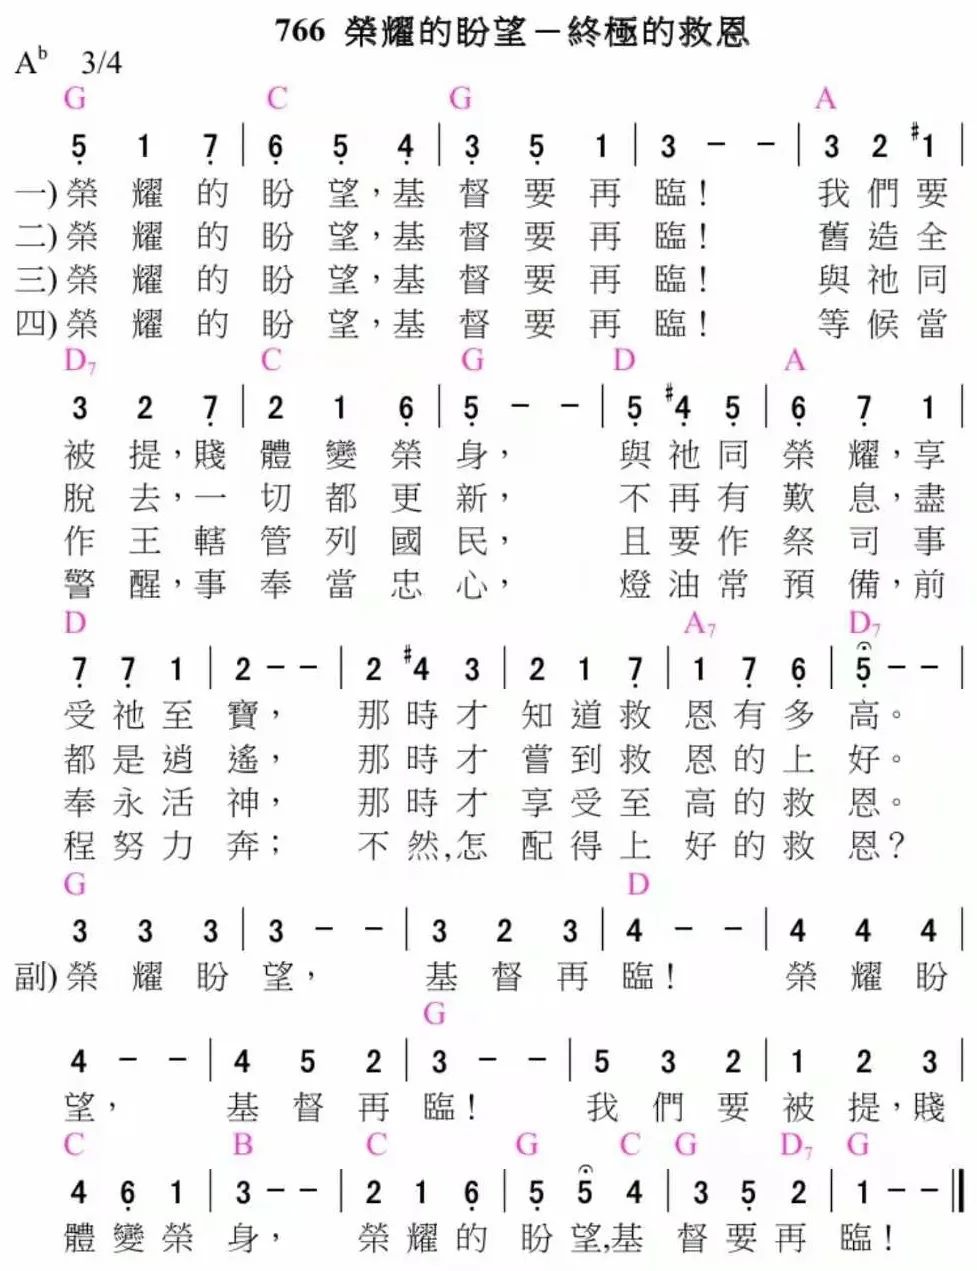 766 榮耀的盼望－終極的救恩
A♭ 3/4
G C G A
5̣ 1 7̣ | 6̣ 5̣ 4̣ | 3̣ 5̣ 1 | 3 － － | 3 2 #1 |
一) 榮耀的盼望，基督要再臨！ 我們要
二) 榮耀的盼望，基督要再臨！ 舊造全
三) 榮耀的盼望，基督要再臨！ 與祂同
四) 榮耀的盼望，基督要再臨！ 等候當
D7 C G D A
3 2 7̣ | 2 1 6̣ | 5̣ － － | 5̣ #4̣ 5̣ | 6̣ 7̣ 1 |
被提，賤體變榮身， 與祂同榮耀，享
脫去，一切都更新， 不再有歎息，盡
作王轄管列國民， 且要作祭司事
警醒，事奉當忠心， 燈油常預備，前
D A7 D7
7̣ 7̣ 1 | 2 － － | 2 #4 3 | 2 1 7̣ | 1 7̣ 6̣ | 5̣ － － |
受祂至寶， 那時才知道救恩有多高。
都是逍遙， 那時才嘗到救恩的上好。
奉永活神， 那時才享受至高的救恩。
程努力奔； 不然,怎配得上好的救恩？
G D
3 3 3 | 3 － － | 3 2 3 | 4 － － | 4 4 4 |
副) 榮耀盼望， 基督再臨！ 榮耀盼
G
4 － － | 4 5 2 | 3 － － | 5 3 2 | 1 2 3 |
望， 基督再臨！ 我們要被提，賤
C B C G C G D7 G
4 6̣ 1 | 3 － － | 2 1 6̣ | 5̣ 5̣ 4 | 3 5̣ 2 | 1 － － ‖
體變榮身， 榮耀的盼望,基督要再臨！